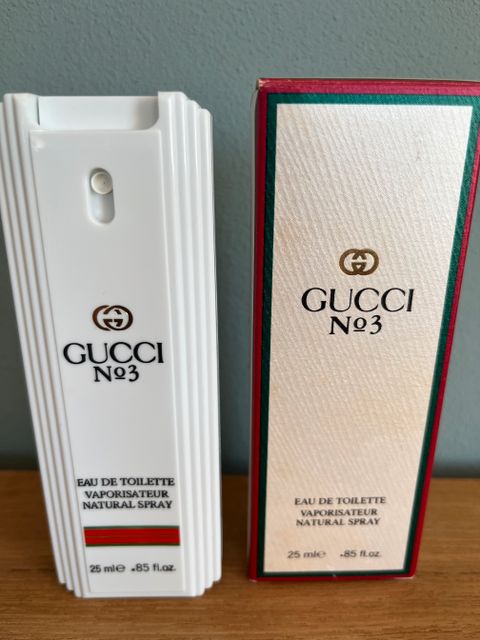 GUCCI
No3
EAU DE TOILETTE
VAPORISATEUR
NATURAL SPRAY
25 ml℮ .85 fl.oz.
GUCCI
No3
EAU DE TOILETTE
VAPORISATEUR
NATURAL SPRAY
25 ml℮ .85 fl.oz.